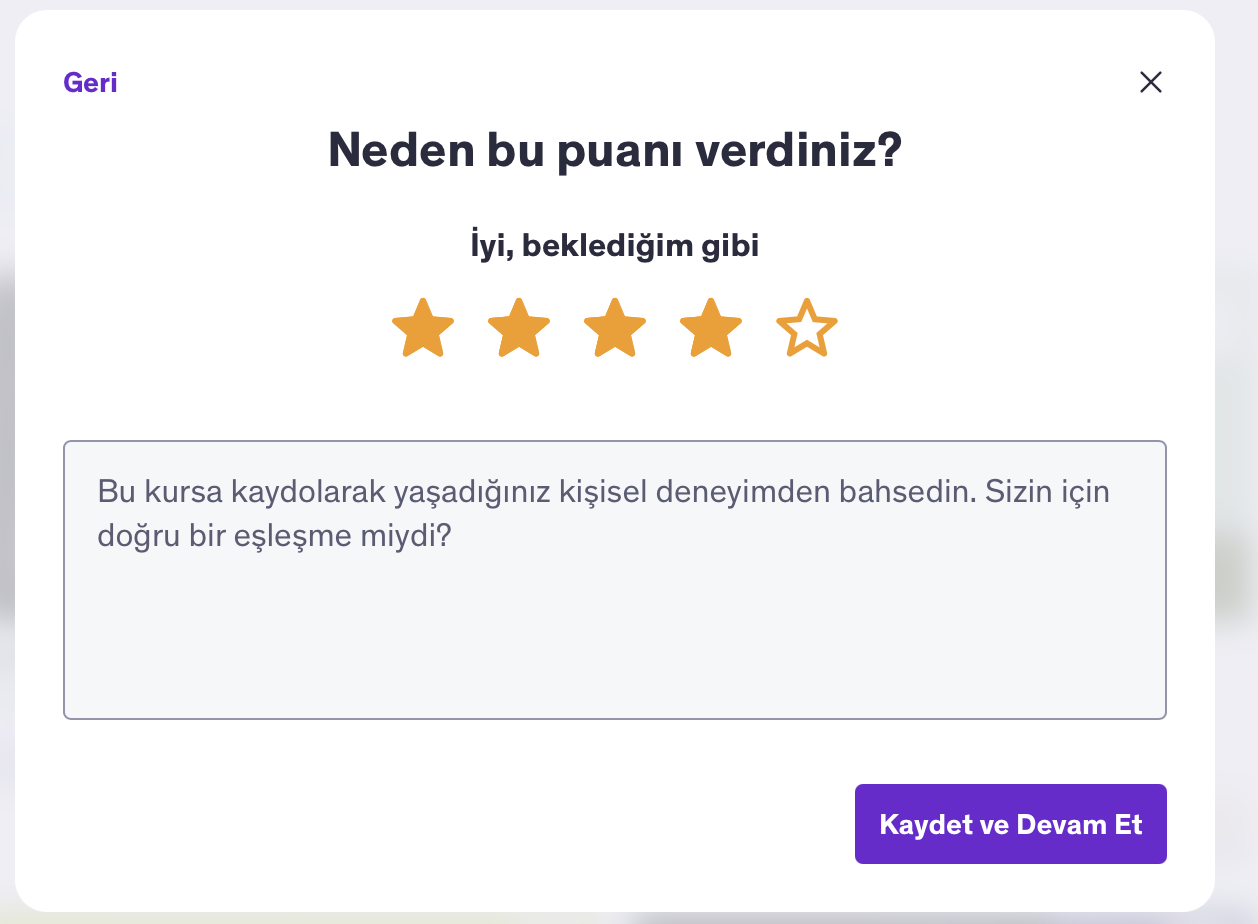 Geri
Neden bu puanı verdiniz?
İyi, beklediğim gibi
Bu kursa kaydolarak yaşadığınız kişisel deneyimden bahsedin. Sizin için
doğru bir eşleşme miydi?
Kaydet ve Devam Et